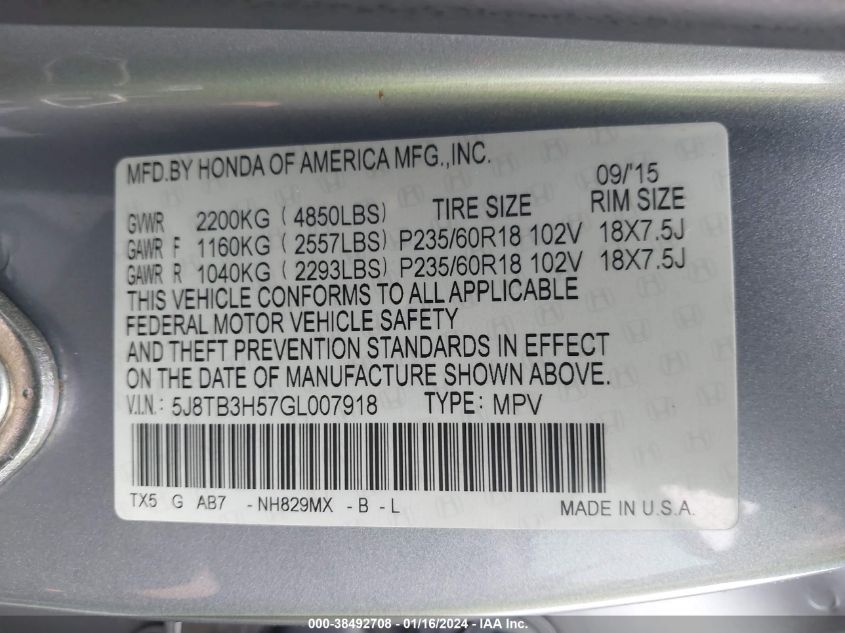 MFD.BY HONDA OF AMERICA MFG.,INC.
09/'15
GVWR 2200KG ( 4850LBS) TIRE SIZE RIM SIZE
GAWR F 1160KG ( 2557LBS) P235/60R18 102V 18X7.5J
GAWR R 1040KG ( 2293LBS) P235/60R18 102V 18X7.5J
THIS VEHICLE CONFORMS TO ALL APPLICABLE
FEDERAL MOTOR VEHICLE SAFETY
AND THEFT PREVENTION STANDARDS IN EFFECT
ON THE DATE OF MANUFACTURE SHOWN ABOVE.
V.I.N.: 5J8TB3H57GL007918 TYPE: MPV
TX5 G AB7 -NH829MX -B -L MADE IN U.S.A.
000-38492708 - 01/16/2024 - IAA Inc.